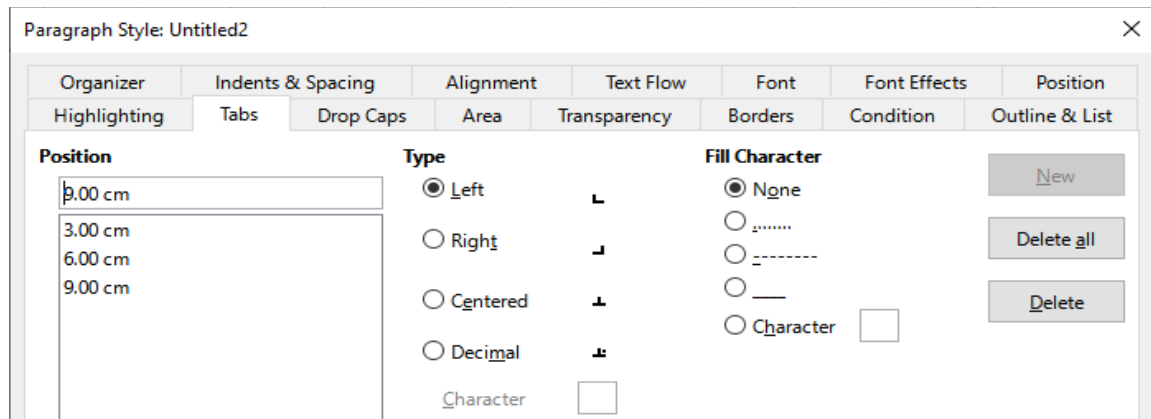 Paragraph Style: Untitled2
Organizer Indents & Spacing Alignment Text Flow Font Font Effects Position
Highlighting Tabs Drop Caps Area Transparency Borders Condition Outline & List
Position
9.00 cm
3.00 cm
6.00 cm
9.00 cm
Type
Left
Right
Centered
Decimal
Character
Fill Character
None
........
--------
____
Character
New
Delete all
Delete